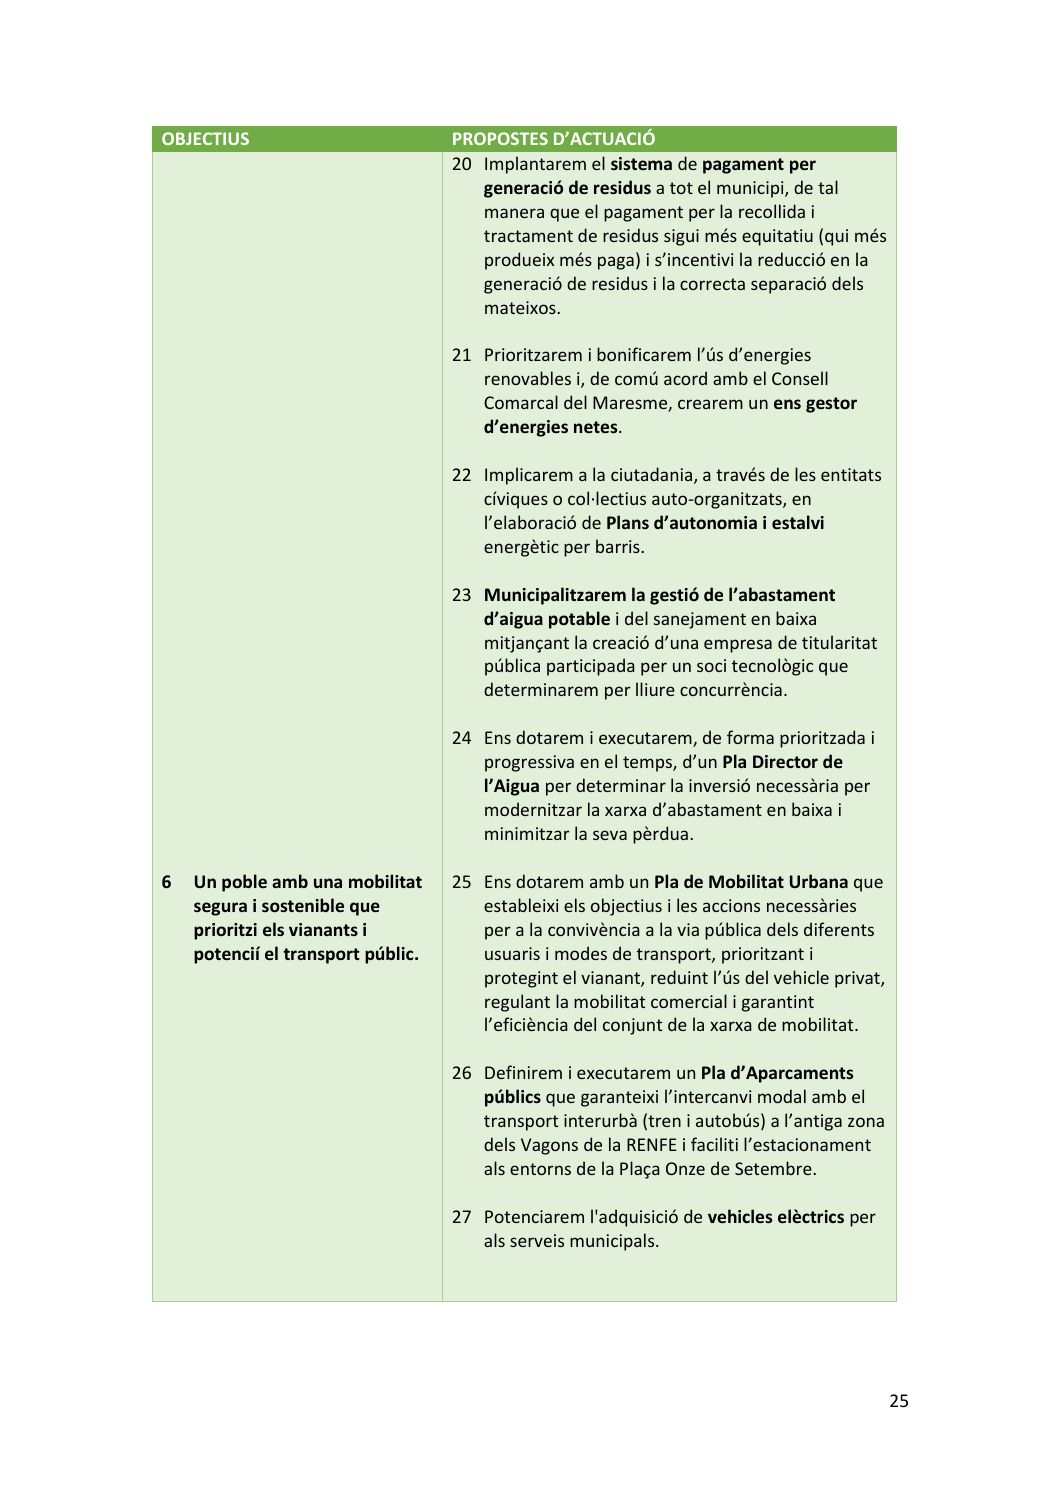 OBJECTIUS PROPOSTES D’ACTUACIÓ
20 Implantarem el sistema de pagament per
generació de residus a tot el municipi, de tal
manera que el pagament per la recollida i
tractament de residus sigui més equitatiu (qui més
produeix més paga) i s’incentivi la reducció en la
generació de residus i la correcta separació dels
mateixos.
21 Prioritzarem i bonificarem l’ús d’energies
renovables i, de comú acord amb el Consell
Comarcal del Maresme, crearem un ens gestor
d’energies netes.
22 Implicarem a la ciutadania, a través de les entitats
cíviques o col·lectius auto-organitzats, en
l’elaboració de Plans d’autonomia i estalvi
energètic per barris.
23 Municipalitzarem la gestió de l’abastament
d’aigua potable i del sanejament en baixa
mitjançant la creació d’una empresa de titularitat
pública participada per un soci tecnològic que
determinarem per lliure concurrència.
24 Ens dotarem i executarem, de forma prioritzada i
progressiva en el temps, d’un Pla Director de
l’Aigua per determinar la inversió necessària per
modernitzar la xarxa d’abastament en baixa i
minimitzar la seva pèrdua.
6 Un poble amb una mobilitat
segura i sostenible que
prioritzi els vianants i
potenciï el transport públic.
25 Ens dotarem amb un Pla de Mobilitat Urbana que
estableixi els objectius i les accions necessàries
per a la convivència a la via pública dels diferents
usuaris i modes de transport, prioritzant i
protegint el vianant, reduint l’ús del vehicle privat,
regulant la mobilitat comercial i garantint
l’eficiència del conjunt de la xarxa de mobilitat.
26 Definirem i executarem un Pla d’Aparcaments
públics que garanteixi l’intercanvi modal amb el
transport interurbà (tren i autobús) a l’antiga zona
dels Vagons de la RENFE i faciliti l’estacionament
als entorns de la Plaça Onze de Setembre.
27 Potenciarem l'adquisició de vehicles elèctrics per
als serveis municipals.
25